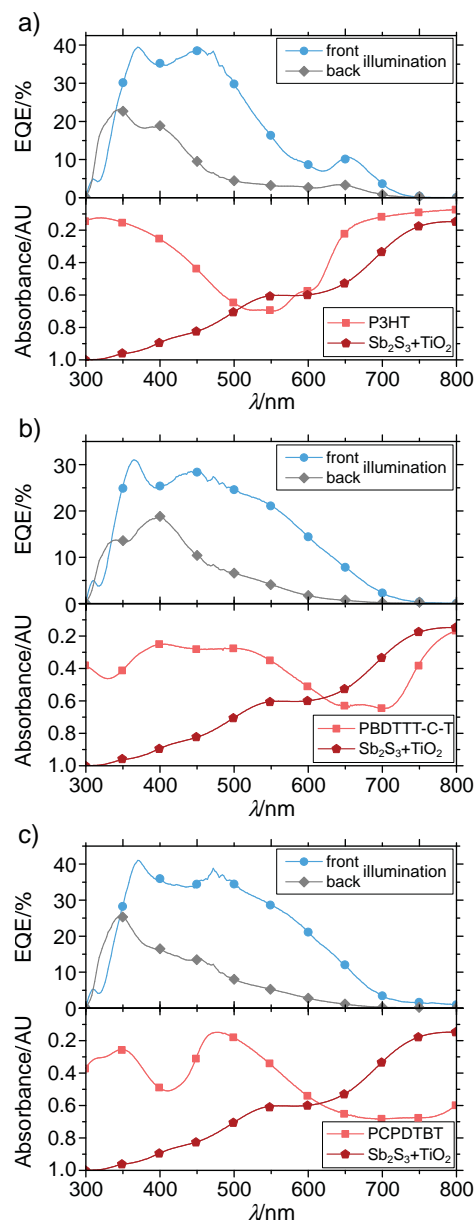 a)
40
30
20
10
0
EQE/%
front
back
illumination
0.2
0.4
0.6
0.8
1.0
Absorbance/AU
P3HT
Sb₂S₃+TiO₂
300 400 500 600 700 800
λ/nm
b)
30
20
10
0
EQE/%
front
back
illumination
0.2
0.4
0.6
0.8
1.0
Absorbance/AU
PBDTTT-C-T
Sb₂S₃+TiO₂
300 400 500 600 700 800
λ/nm
c)
40
30
20
10
0
EQE/%
front
back
illumination
0.2
0.4
0.6
0.8
1.0
Absorbance/AU
PCPDTBT
Sb₂S₃+TiO₂
300 400 500 600 700 800
λ/nm